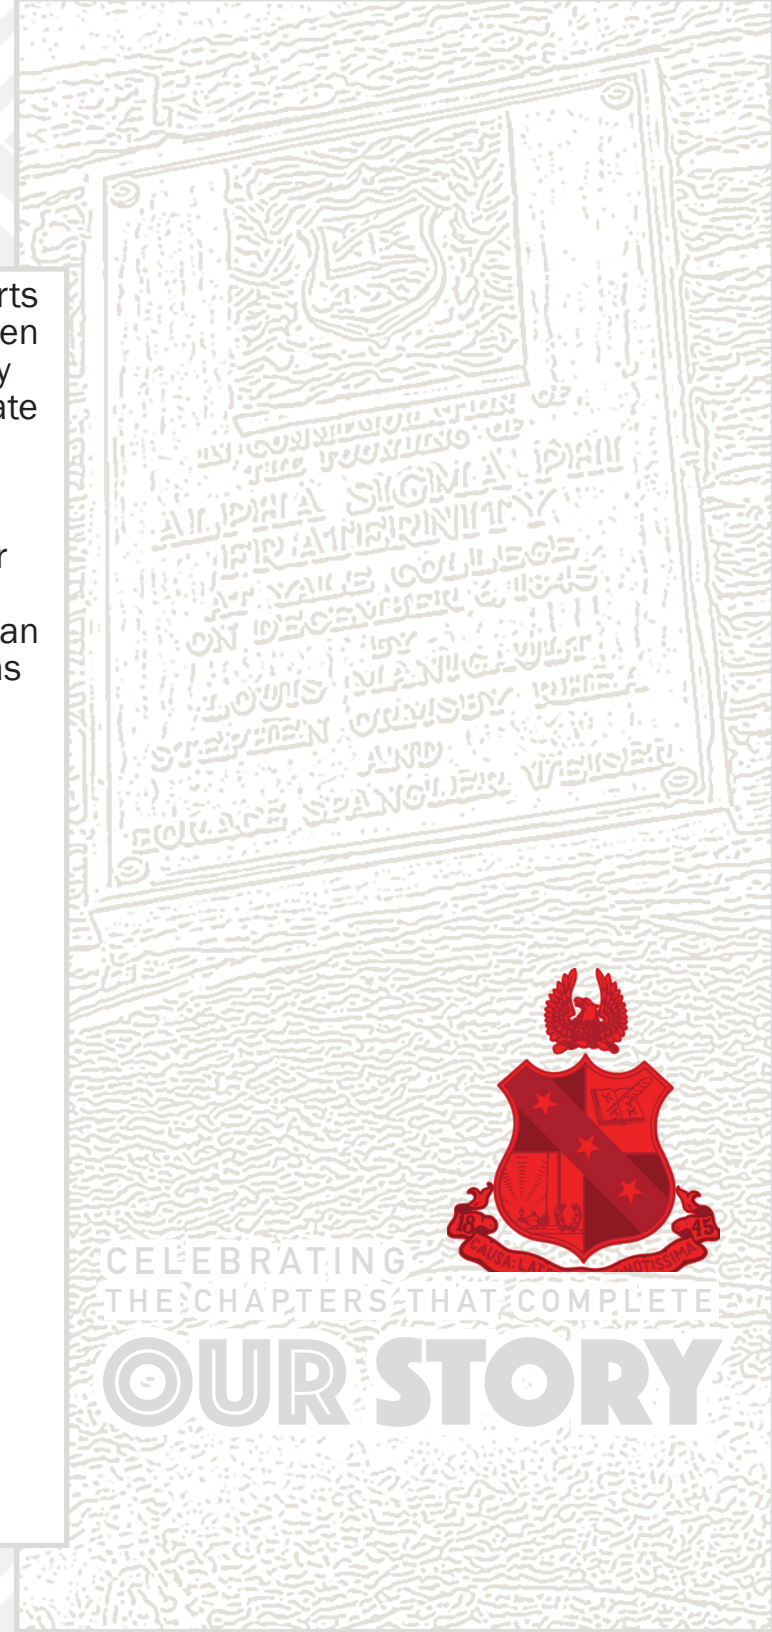 rts
en
y
ate
r
an
as
IN COMMEMORATION OF
THE FOUNDING OF
ALPHA SIGMA PHI
FRATERNITY
AT YALE COLLEGE
ON DECEMBER 6, 1845
BY
LOUIS MANIGAULT
STEPHEN ORMSBY RHEA
AND
HORACE SPANGLER WEISER
18 45
CAUSA: LAT NOTISSIMA
CELEBRATING
THE CHAPTERS THAT COMPLETE
OUR STORY